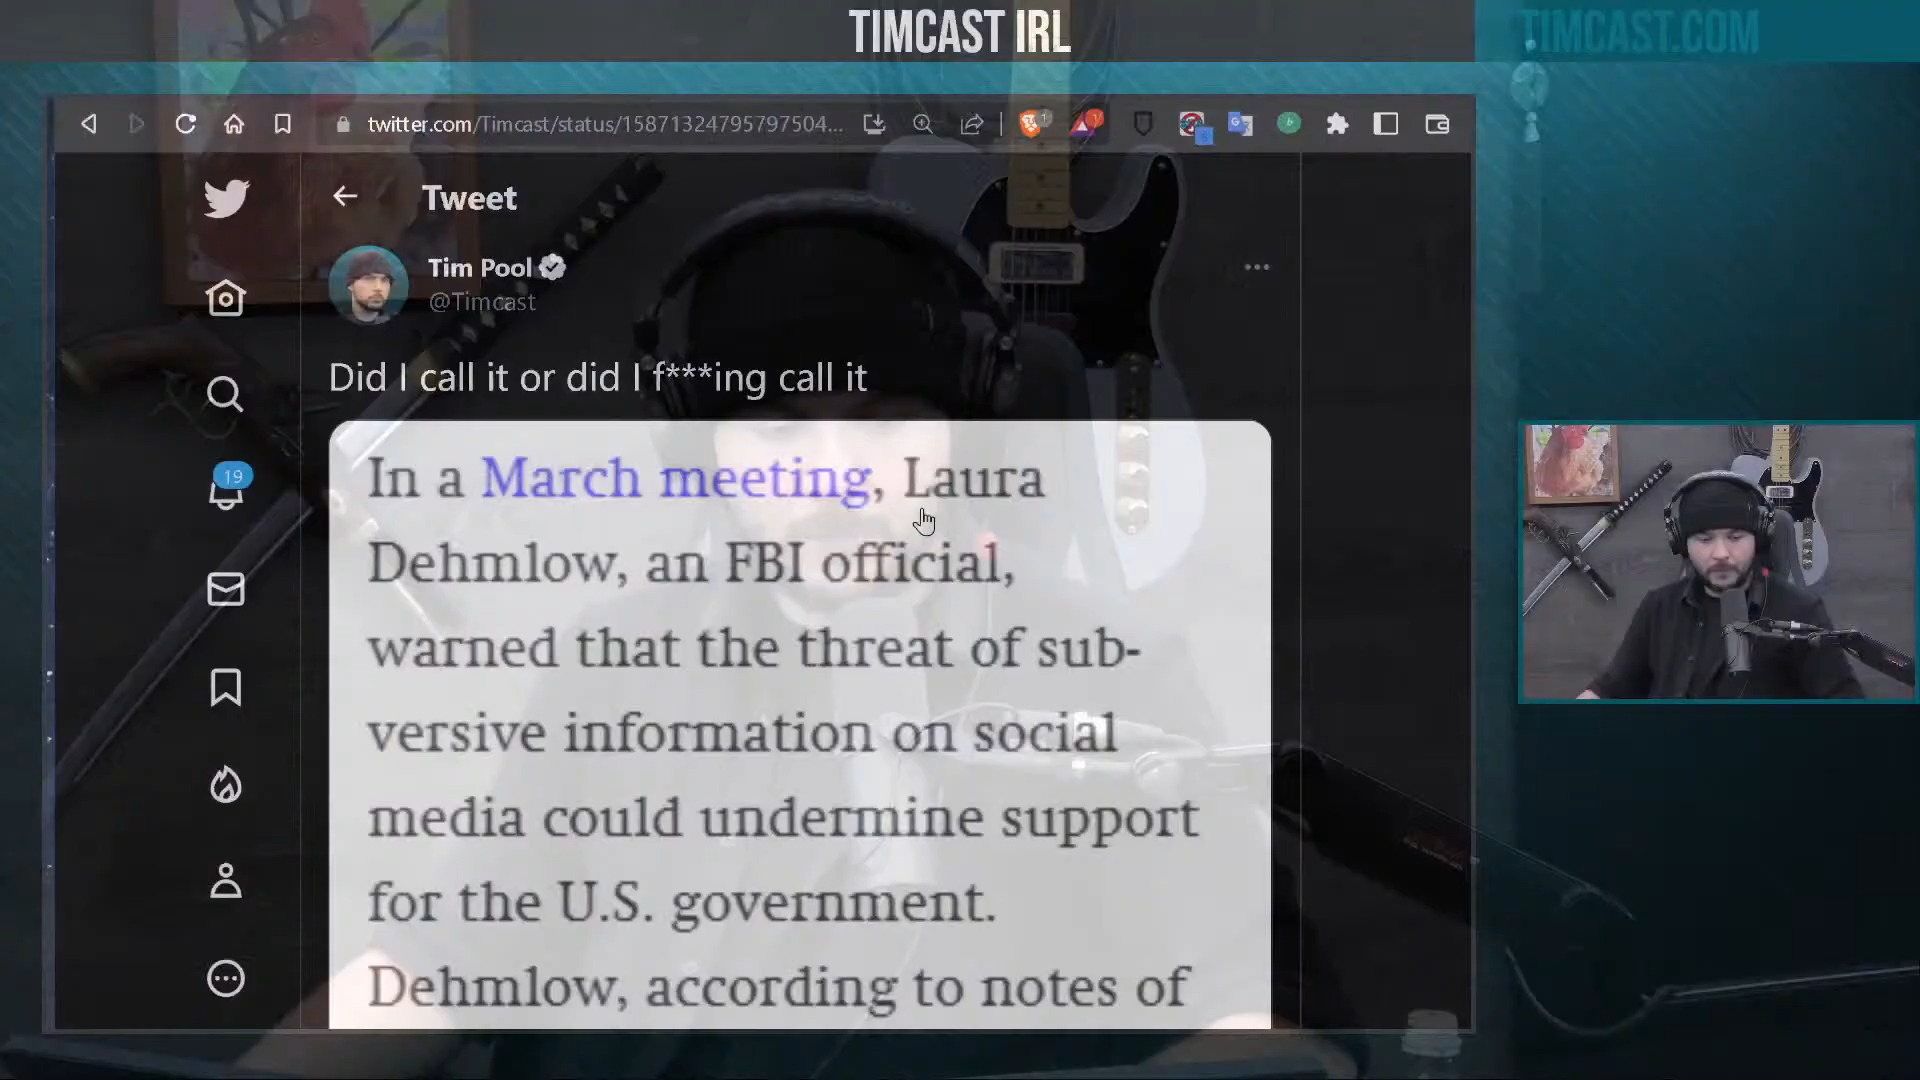 TIMCAST IRL
TIMCAST.COM
twitter.com/Timcast/status/15871324795797504...
Tweet
Tim Pool
@Timcast
Did I call it or did I f***ing call it
19
In a March meeting, Laura
Dehmlow, an FBI official,
warned that the threat of sub-
versive information on social
media could undermine support
for the U.S. government.
Dehmlow, according to notes of